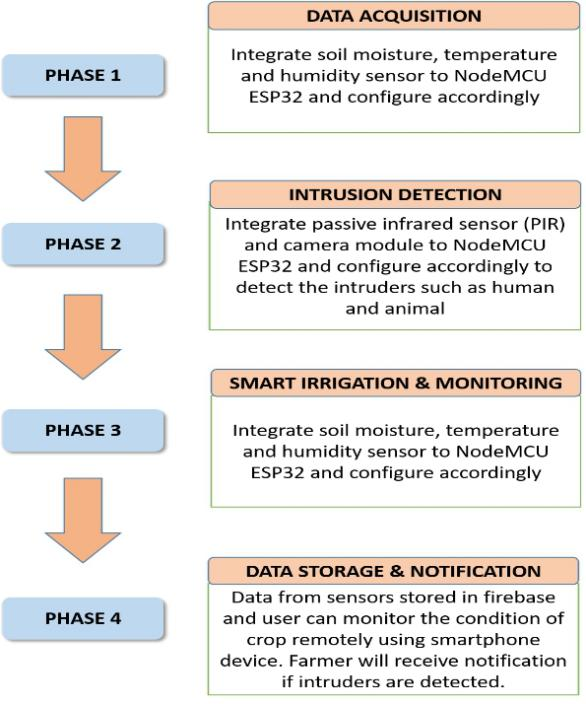 DATA ACQUISITION
PHASE 1
Integrate soil moisture, temperature
and humidity sensor to NodeMCU
ESP32 and configure accordingly
INTRUSION DETECTION
PHASE 2
Integrate passive infrared sensor (PIR)
and camera module to NodeMCU
ESP32 and configure accordingly to
detect the intruders such as human
and animal
SMART IRRIGATION & MONITORING
PHASE 3
Integrate soil moisture, temperature
and humidity sensor to NodeMCU
ESP32 and configure accordingly
DATA STORAGE & NOTIFICATION
PHASE 4
Data from sensors stored in firebase
and user can monitor the condition of
crop remotely using smartphone
device. Farmer will receive notification
if intruders are detected.